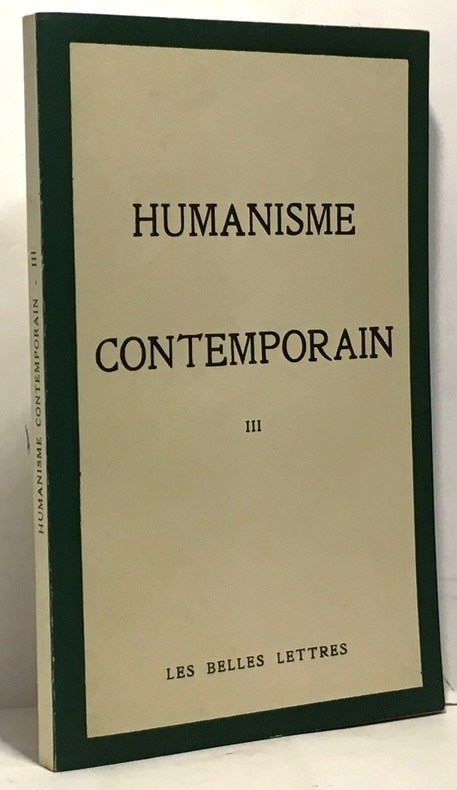 HUMANISME
CONTEMPORAIN
III
LES BELLES LETTRES
HUMANISME CONTEMPORAIN - III